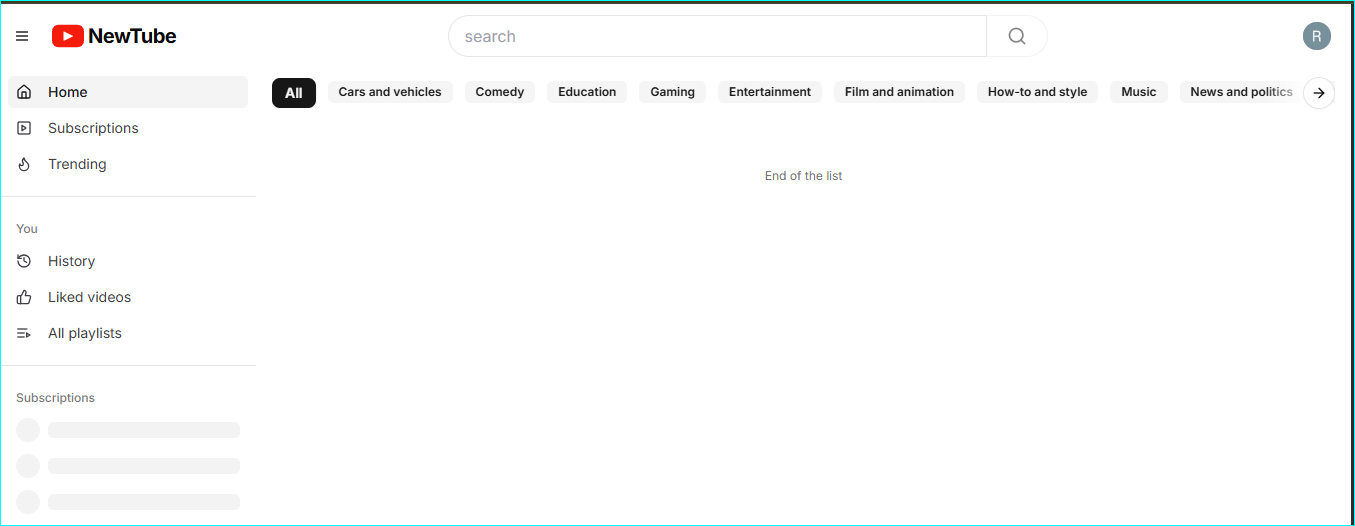 NewTube
search
R
Home
Subscriptions
Trending
You
History
Liked videos
All playlists
Subscriptions
All Cars and vehicles Comedy Education Gaming Entertainment Film and animation How-to and style Music News and politics
End of the list